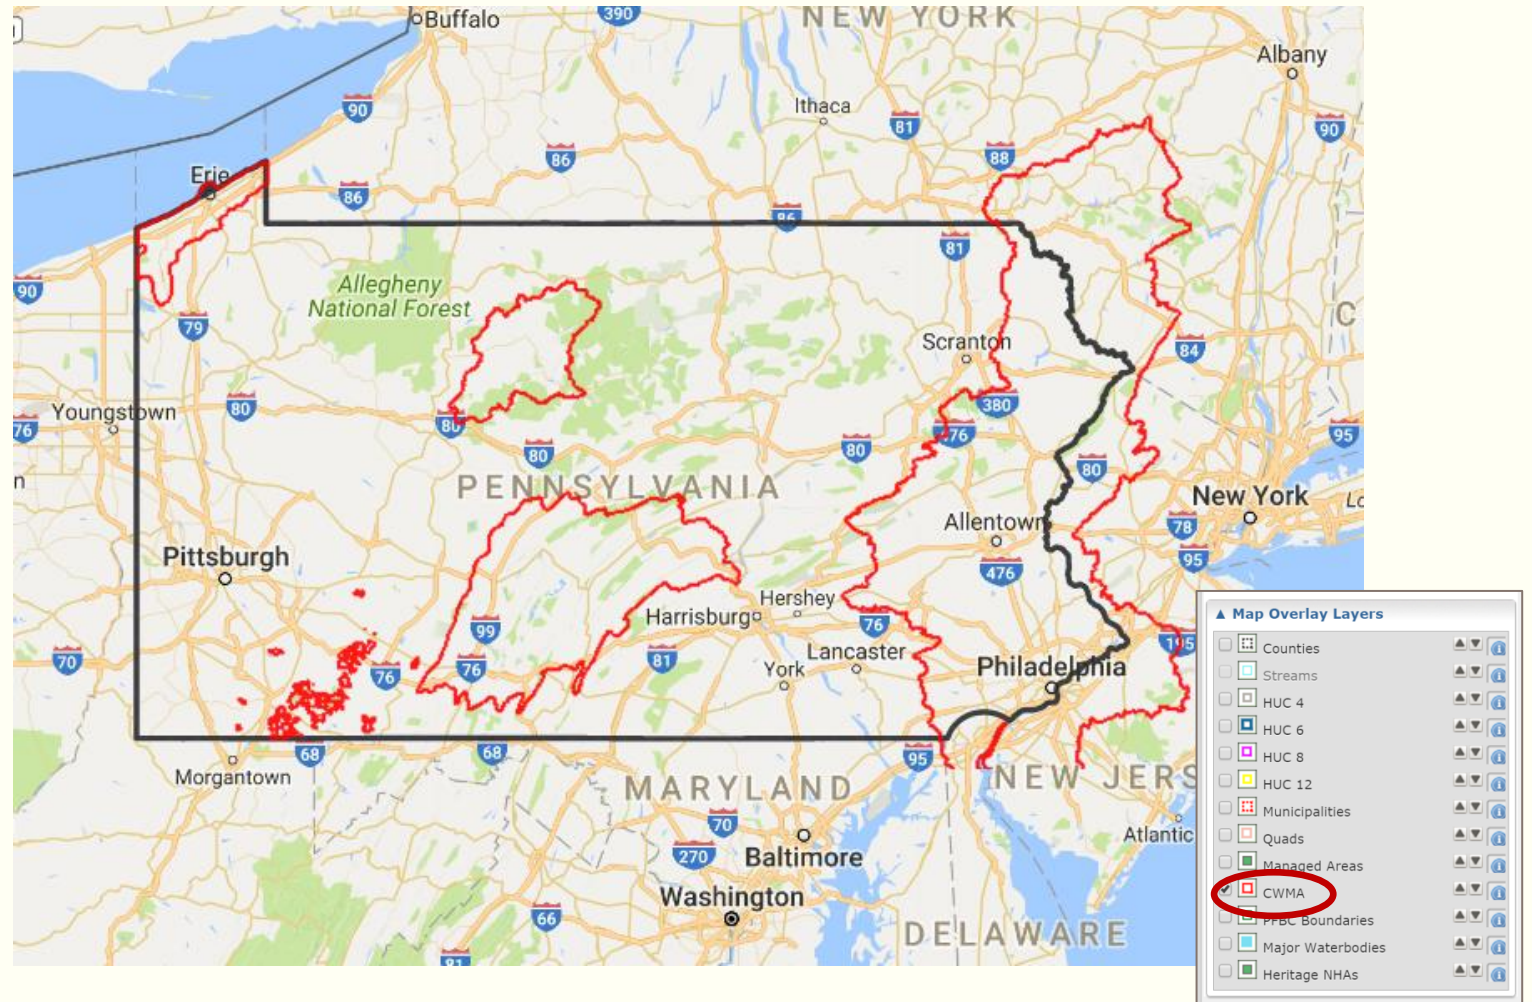 Buffalo
390
NEW YORK
Albany
90
Ithaca
81
90
86
88
Erie
86
86
81
90
Allegheny
National Forest
79
C
Scranton
84
80
380
Youngstown
76
80
476
95
80
80
80
n
PENNSYLVANIA
New York
Lo
Allentown
78
Pittsburgh
95
476
Hershey
Harrisburg
99
76
195
70
76
76
81
Lancaster
York
Philadelphia
68
68
95
Morgantown
MARYLAND
NEW JERS
70
Atlantic
270
Baltimore
Washington
66
DELAWARE
81
▲ Map Overlay Layers
Counties
Streams
HUC 4
HUC 6
HUC 8
HUC 12
Municipalities
Quads
Managed Areas
CWMA
PFBC Boundaries
Major Waterbodies
Heritage NHAs